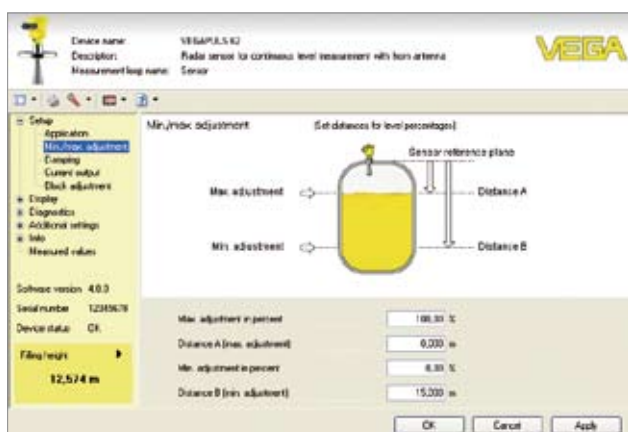 Device name: VEGAPULS 62
Description: Radar sensor for continuous level measurement with horn antenna
Measurement loop name: Sensor
VEGA
Setup
Application
Min./max. adjustment
Damping
Current output
Block adjustment
Display
Diagnostics
Additional settings
Info
Measured values
Software version 4.0.0
Serial number 12345678
Device status OK
Filling height
12,574 m
Min./max. adjustment (Set distances for level percentages)
Sensor reference plane
Max. adjustment
Distance A
Min. adjustment
Distance B
Max. adjustment in percent 100,00 %
Distance A (max. adjustment) 0,000 m
Min. adjustment in percent 0,00 %
Distance B (min. adjustment) 15,000 m
OK Cancel Apply